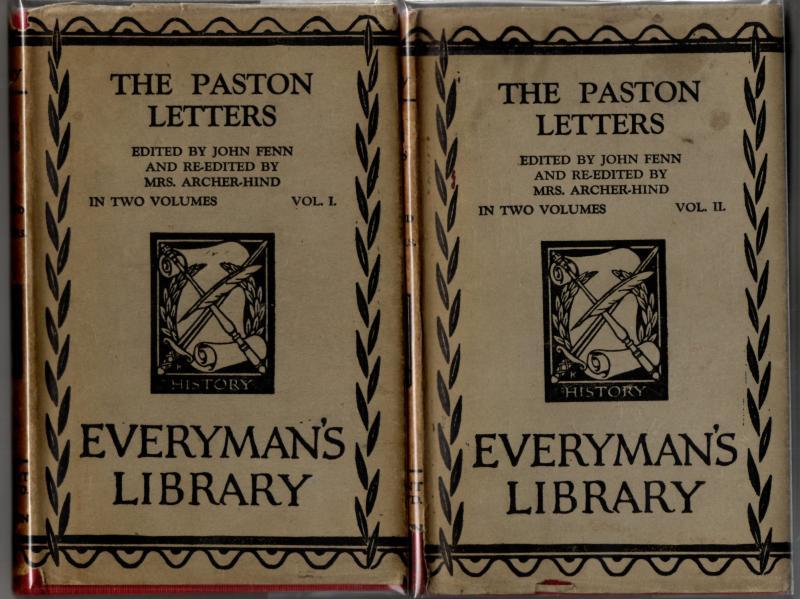 THE PASTON
LETTERS
EDITED BY JOHN FENN
AND RE-EDITED BY
MRS. ARCHER-HIND
IN TWO VOLUMES VOL. I.
HISTORY
EVERYMAN'S
LIBRARY
THE PASTON
LETTERS
EDITED BY JOHN FENN
AND RE-EDITED BY
MRS. ARCHER-HIND
IN TWO VOLUMES VOL. II.
HISTORY
EVERYMAN'S
LIBRARY